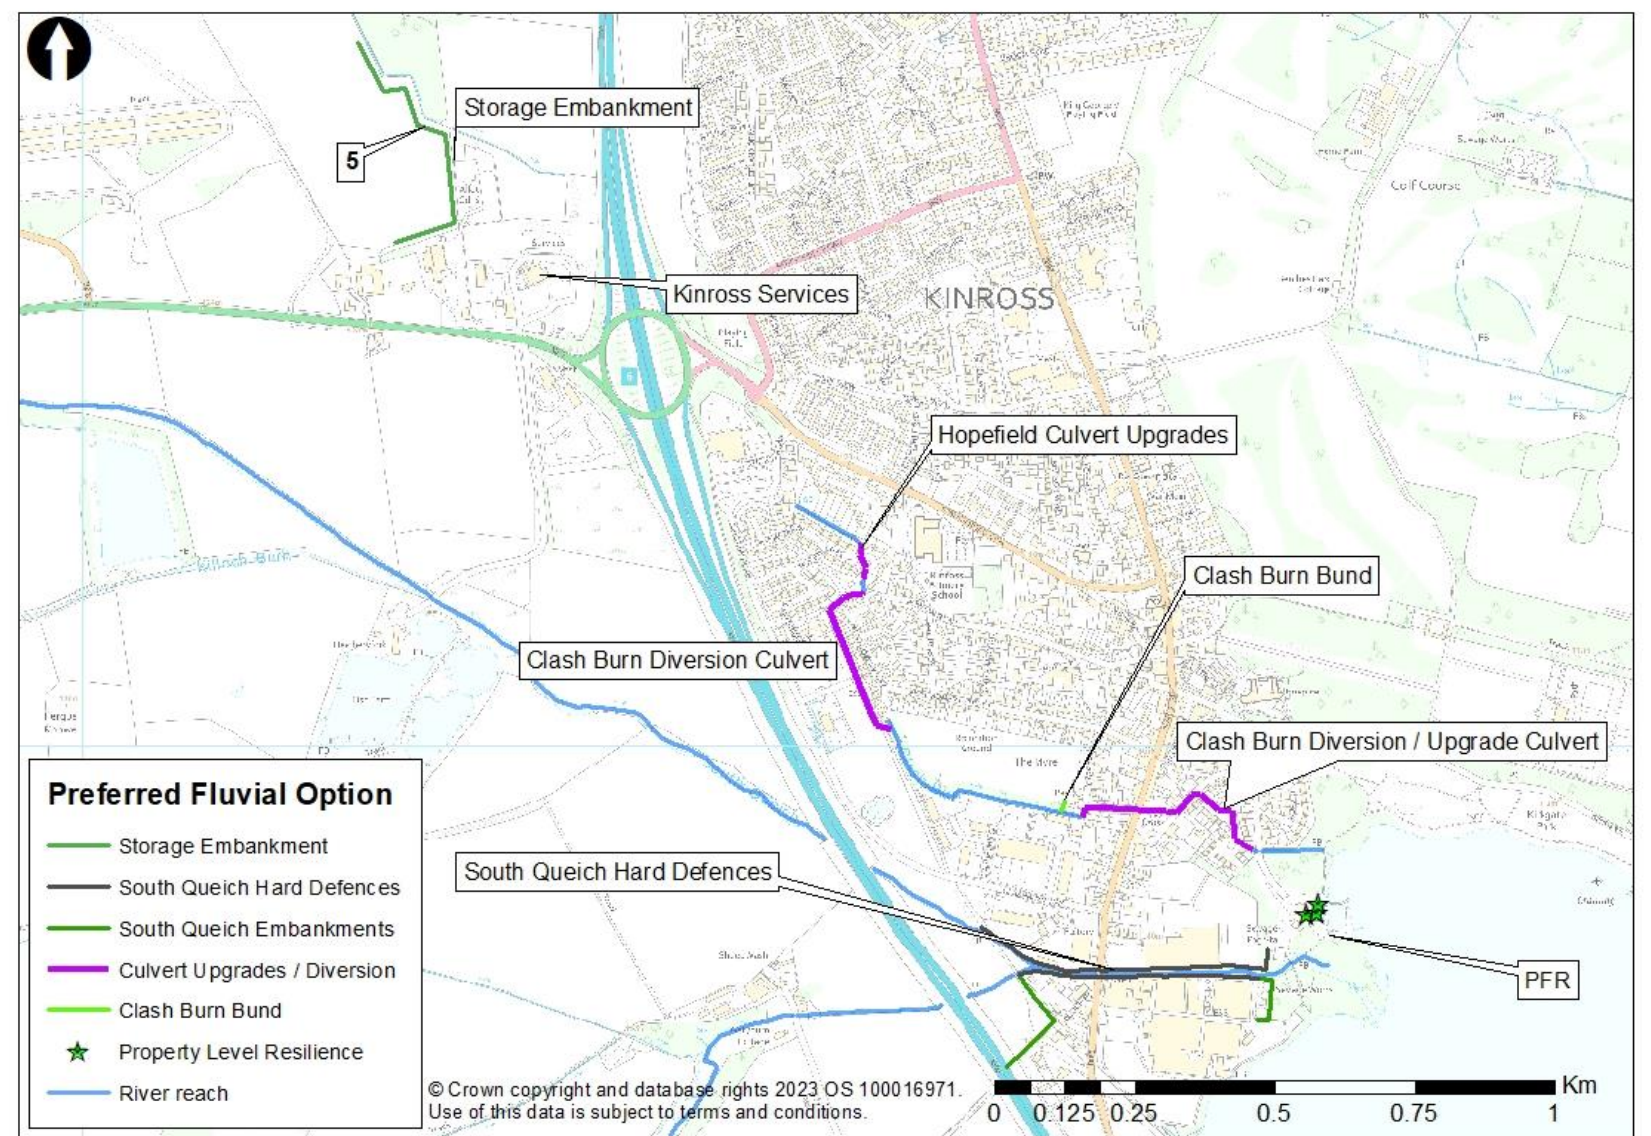 Storage Embankment
5
Kinross Services
KINROSS
Golf Course
Hopefield Culvert Upgrades
Clash Burn Bund
Kinross
School
Clash Burn Diversion Culvert
Clash Burn Diversion / Upgrade Culvert
The Myre
South Queich Hard Defences
PFR
Preferred Fluvial Option
Storage Embankment
South Queich Hard Defences
South Queich Embankments
Culvert Upgrades / Diversion
Clash Burn Bund
Property Level Resilience
River reach
© Crown copyright and database rights 2023 OS 100016971.
Use of this data is subject to terms and conditions.
Km
0 0.125 0.25 0.5 0.75 1